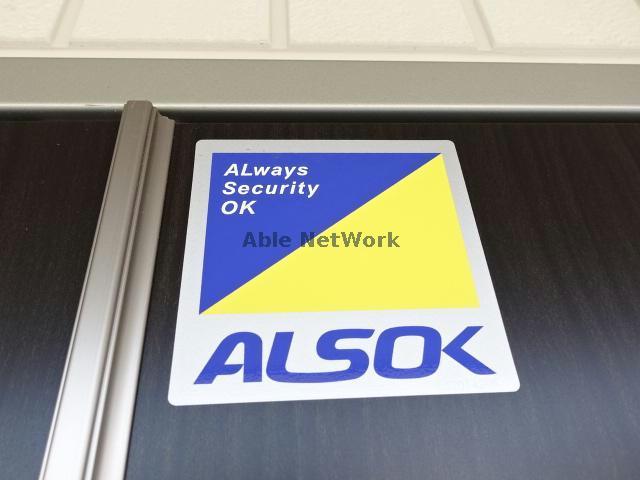 ALways
Security
OK
Able NetWork
ALSOK